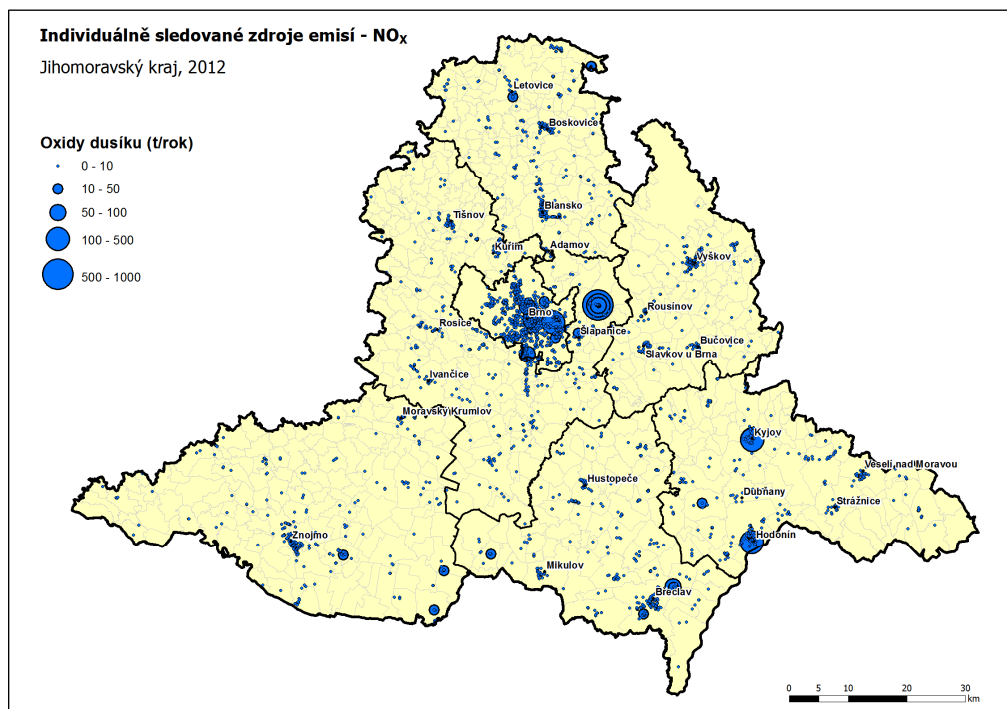 Individuálně sledované zdroje emisí - NOx
Jihomoravský kraj, 2012
Oxidy dusíku (t/rok)
0 - 10
10 - 50
50 - 100
100 - 500
500 - 1000
Letovice
Boskovice
Blansko
Tišnov
Kuřim
Adamov
Vyškov
Brno
Rousínov
Rosice
Šlapanice
Bučovice
Slavkov u Brna
Ivančice
Moravský Krumlov
Kyjov
Veselí nad Moravou
Hustopeče
Dubňany
Strážnice
Znojmo
Hodonín
Mikulov
Břeclav
0 5 10 20 30
km